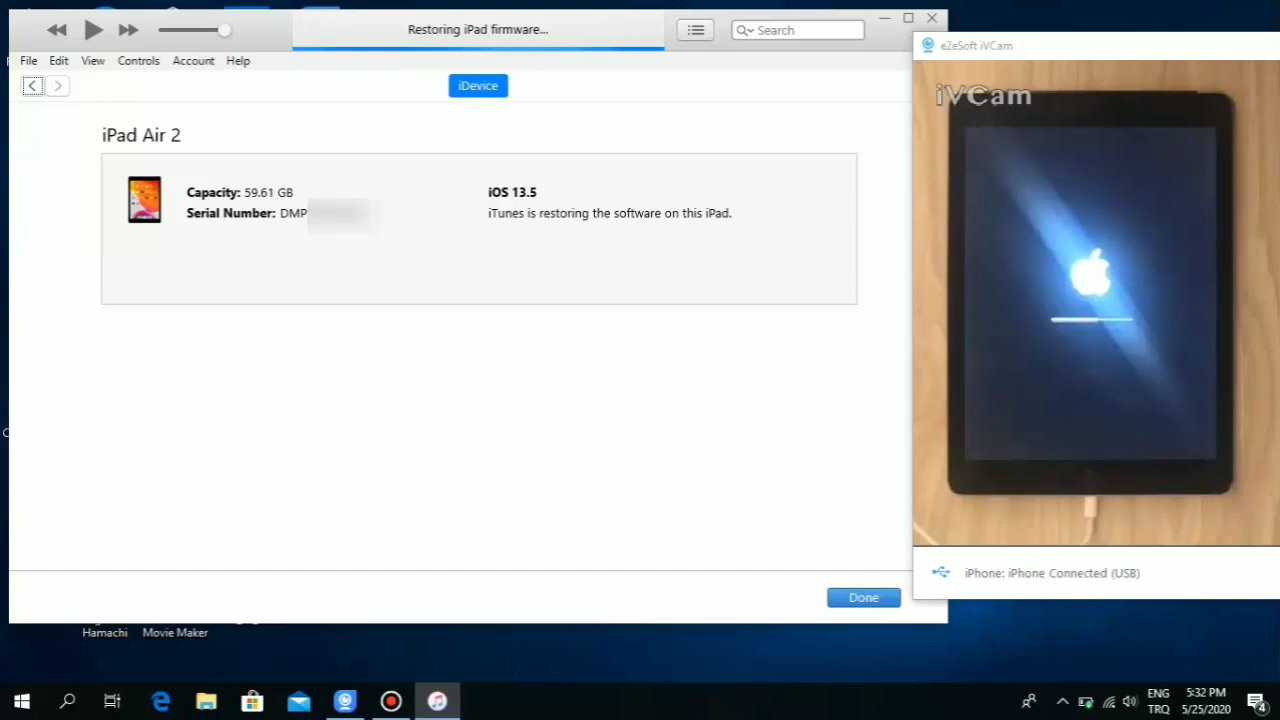 Restoring iPad firmware...
Search
File Edit View Controls Account Help
iDevice
iPad Air 2
Capacity: 59.61 GB
Serial Number: DMP
iOS 13.5
iTunes is restoring the software on this iPad.
Done
e2eSoft iVCam
iVCam
iPhone: iPhone Connected (USB)
Hamachi
Movie Maker
ENG
TRQ
5:32 PM
5/25/2020
4